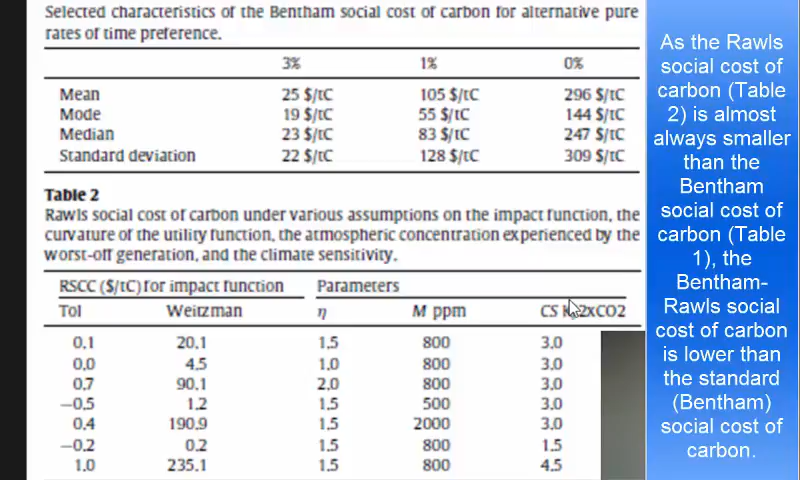 Selected characteristics of the Bentham social cost of carbon for alternative pure
rates of time preference.
3% 1% 0%
Mean 25 $/tC 105 $/tC 296 $/tC
Mode 19 $/tC 55 $/tC 144 $/tC
Median 23 $/tC 83 $/tC 247 $/tC
Standard deviation 22 $/tC 128 $/tC 309 $/tC
Table 2
Rawls social cost of carbon under various assumptions on the impact function, the
curvature of the utility function, the atmospheric concentration experienced by the
worst-off generation, and the climate sensitivity.
RSCC ($/tC) for impact function Parameters
Tol Weitzman η M ppm CS K/2xCO2
0.1 20.1 1.5 800 3.0
0.0 4.5 1.0 800 3.0
0.7 90.1 2.0 800 3.0
−0.5 1.2 1.5 500 3.0
0.4 190.9 1.5 2000 3.0
−0.2 0.2 1.5 800 1.5
1.0 235.1 1.5 800 4.5
As the Rawls
social cost of
carbon (Table
2) is almost
always smaller
than the
Bentham
social cost of
carbon (Table
1), the
Bentham-
Rawls social
cost of carbon
is lower than
the standard
(Bentham)
social cost of
carbon.